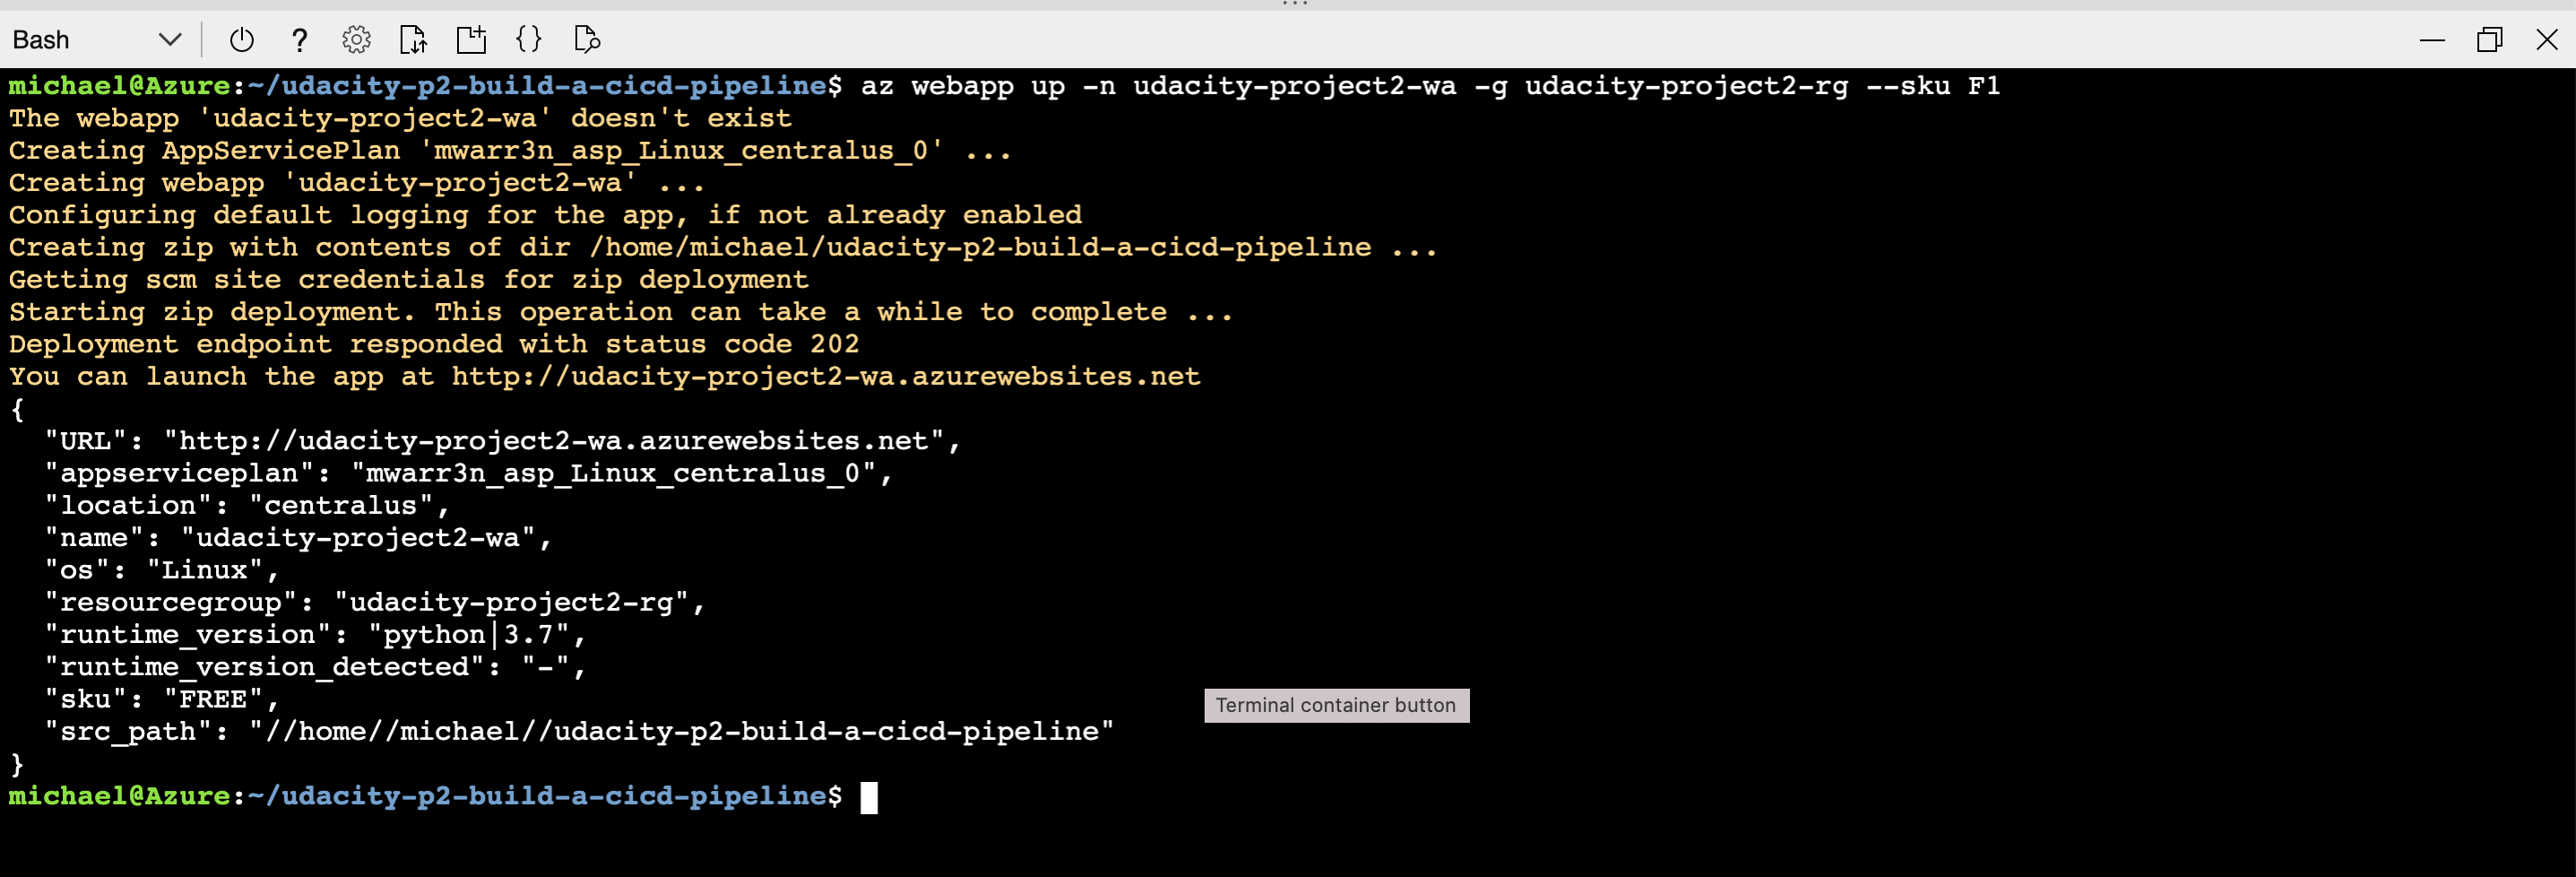 Bash
michael@Azure:~/udacity-p2-build-a-cicd-pipeline$ az webapp up -n udacity-project2-wa -g udacity-project2-rg --sku F1
The webapp 'udacity-project2-wa' doesn't exist
Creating AppServicePlan 'mwarr3n_asp_Linux_centralus_0' ...
Creating webapp 'udacity-project2-wa' ...
Configuring default logging for the app, if not already enabled
Creating zip with contents of dir /home/michael/udacity-p2-build-a-cicd-pipeline ...
Getting scm site credentials for zip deployment
Starting zip deployment. This operation can take a while to complete ...
Deployment endpoint responded with status code 202
You can launch the app at http://udacity-project2-wa.azurewebsites.net
{
  "URL": "http://udacity-project2-wa.azurewebsites.net",
  "appserviceplan": "mwarr3n_asp_Linux_centralus_0",
  "location": "centralus",
  "name": "udacity-project2-wa",
  "os": "Linux",
  "resourcegroup": "udacity-project2-rg",
  "runtime_version": "python|3.7",
  "runtime_version_detected": "-",
  "sku": "FREE",
Terminal container button
  "src_path": "//home//michael//udacity-p2-build-a-cicd-pipeline"
}
michael@Azure:~/udacity-p2-build-a-cicd-pipeline$